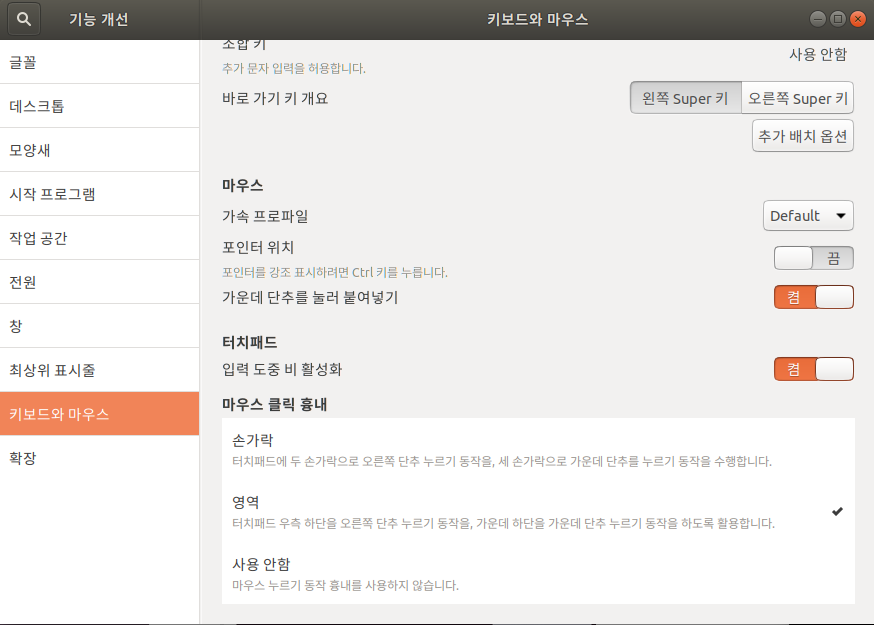 기능 개선
키보드와 마우스
글꼴
데스크톱
모양새
시작 프로그램
작업 공간
전원
창
최상위 표시줄
키보드와 마우스
확장
조합 키
사용 안함
추가 문자 입력을 허용합니다.
바로 가기 키 개요
왼쪽 Super 키
오른쪽 Super 키
추가 배치 옵션
마우스
가속 프로파일
Default
포인터 위치
포인터를 강조 표시하려면 Ctrl 키를 누릅니다.
끔
가운데 단추를 눌러 붙여넣기
켬
터치패드
입력 도중 비 활성화
켬
마우스 클릭 흉내
손가락
터치패드에 두 손가락으로 오른쪽 단추 누르기 동작을, 세 손가락으로 가운데 단추를 누르기 동작을 수행합니다.
영역
터치패드 우측 하단을 오른쪽 단추 누르기 동작을, 가운데 하단을 가운데 단추 누르기 동작을 하도록 활용합니다.
사용 안함
마우스 누르기 동작 흉내를 사용하지 않습니다.